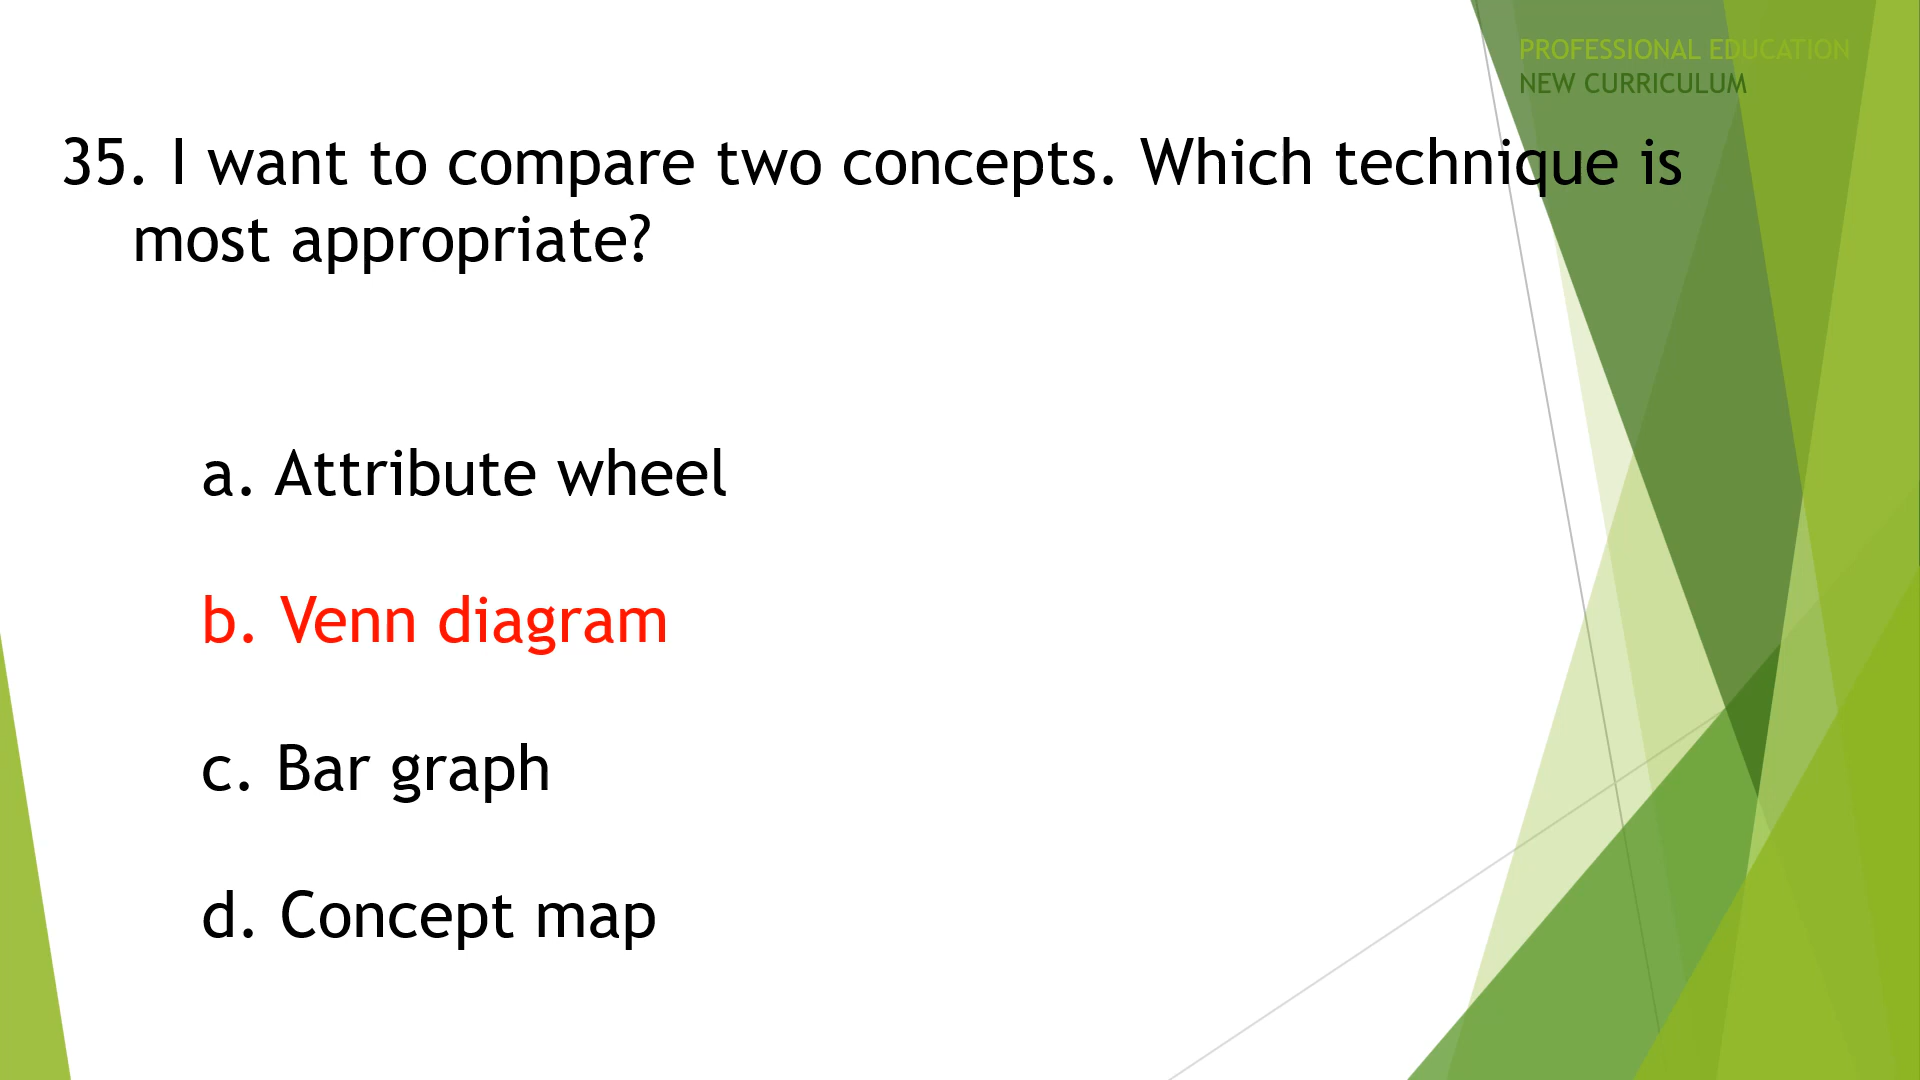 PROFESSIONAL EDUCATION
NEW CURRICULUM
35. I want to compare two concepts. Which technique is
most appropriate?
a. Attribute wheel
b. Venn diagram
c. Bar graph
d. Concept map